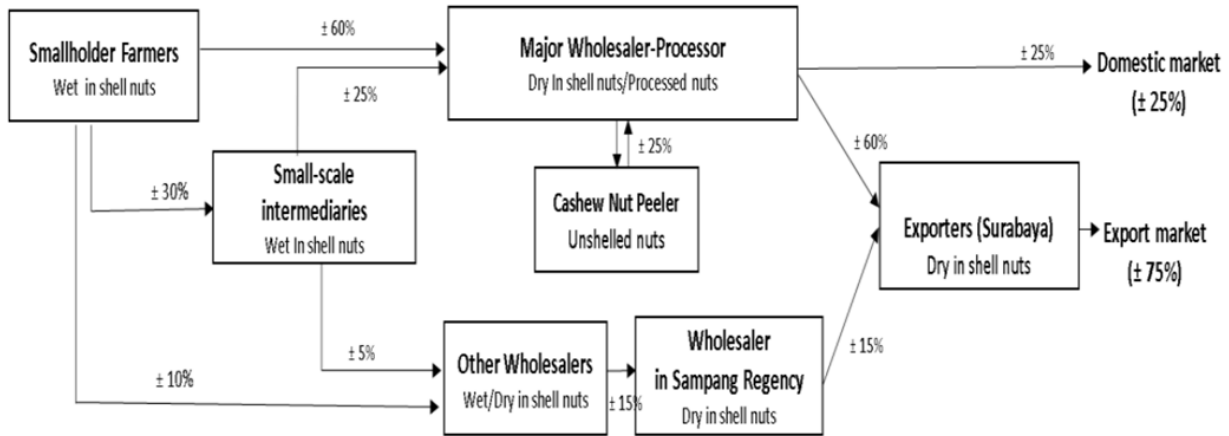 Smallholder Farmers
Wet in shell nuts
± 60%
± 25%
Major Wholesaler-Processor
Dry In shell nuts/Processed nuts
± 25%
Domestic market
(± 25%)
± 30%
Small-scale
intermediaries
Wet In shell nuts
± 25%
Cashew Nut Peeler
Unshelled nuts
± 60%
Exporters (Surabaya)
Dry in shell nuts
Export market
(± 75%)
± 10%
± 5%
Other Wholesalers
Wet/Dry in shell nuts
± 15%
Wholesaler
in Sampang Regency
Dry in shell nuts
± 15%